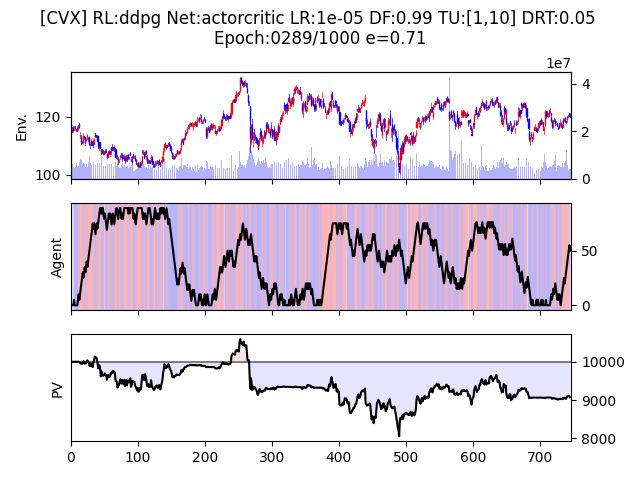 [CVX] RL:ddpg Net:actorcritic LR:1e-05 DF:0.99 TU:[1,10] DRT:0.05
Epoch:0289/1000 e=0.71
1e7
Env.
120
100
4
2
0
Agent
50
0
PV
10000
9000
8000
0 100 200 300 400 500 600 700